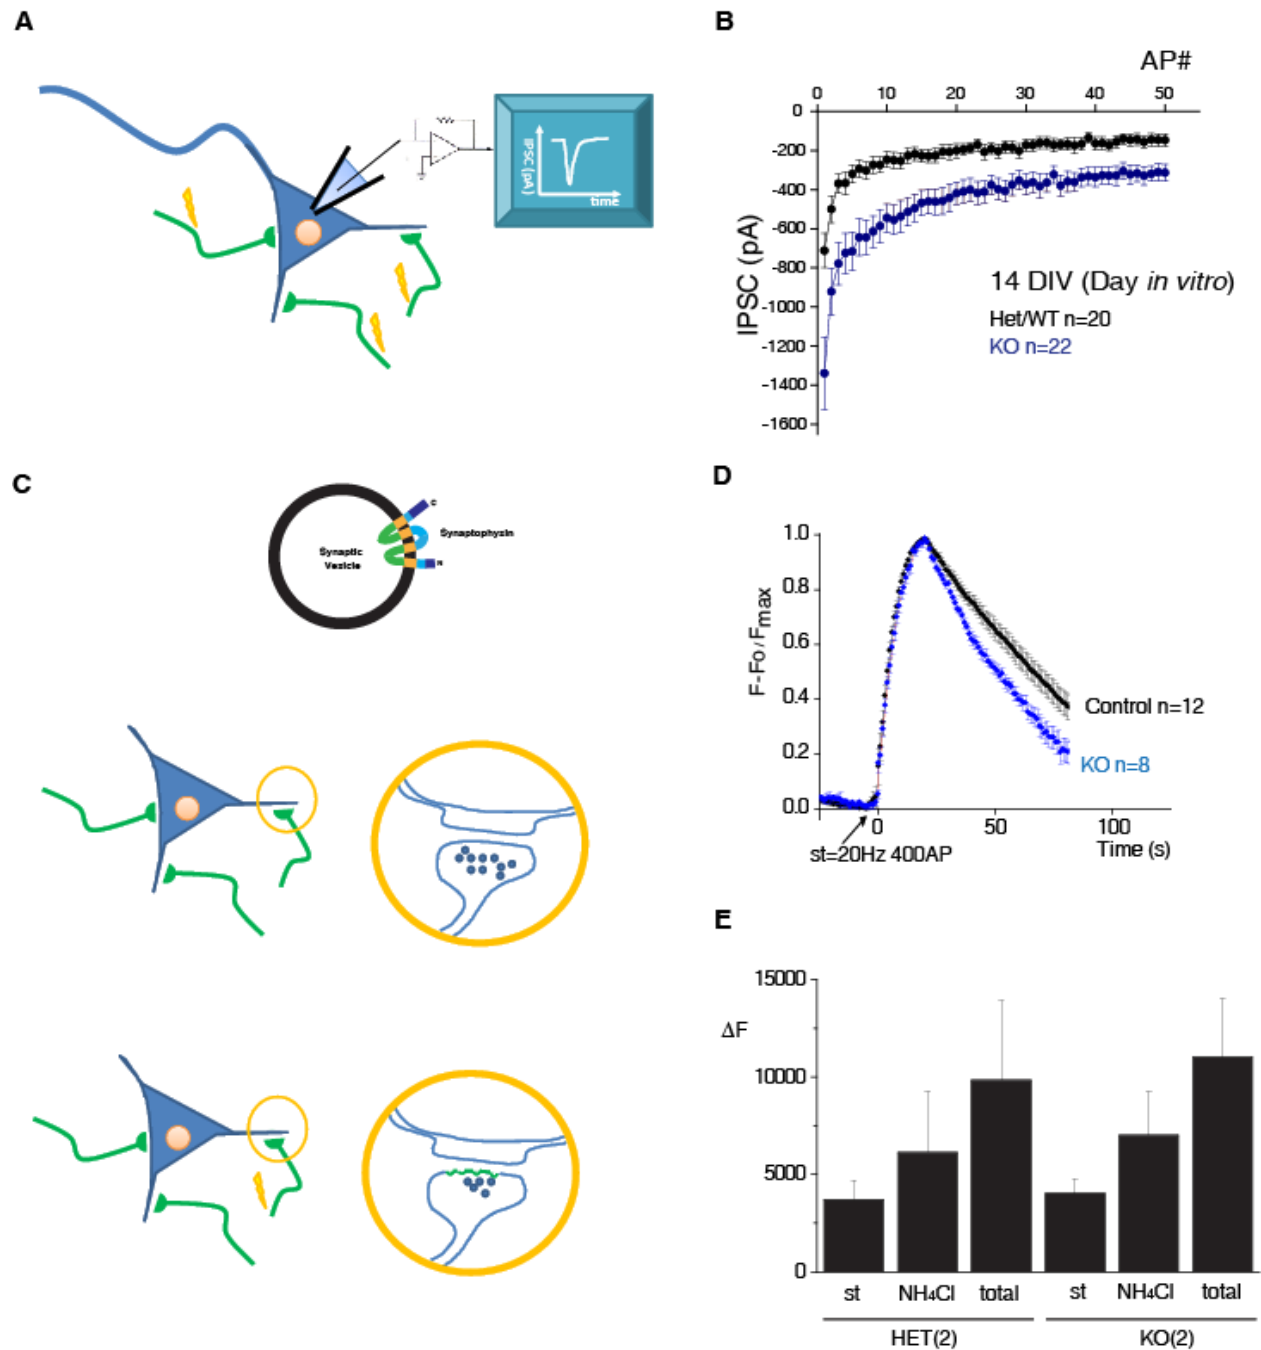 A
IPSC (pA)
time
B
AP#
0 10 20 30 40 50
0
-200
-400
-600
-800
-1000
-1200
-1400
-1600
IPSC (pA)
14 DIV (Day in vitro)
Het/WT n=20
KO n=22
C
C
Synaptophysin
Synaptic
Vesicle
N
D
1.0
0.8
0.6
0.4
0.2
0.0
F-Fo/Fmax
Control n=12
KO n=8
0 50 100
Time (s)
st=20Hz 400AP
E
15000
10000
5000
0
ΔF
st NH₄Cl total st NH₄Cl total
HET(2) KO(2)